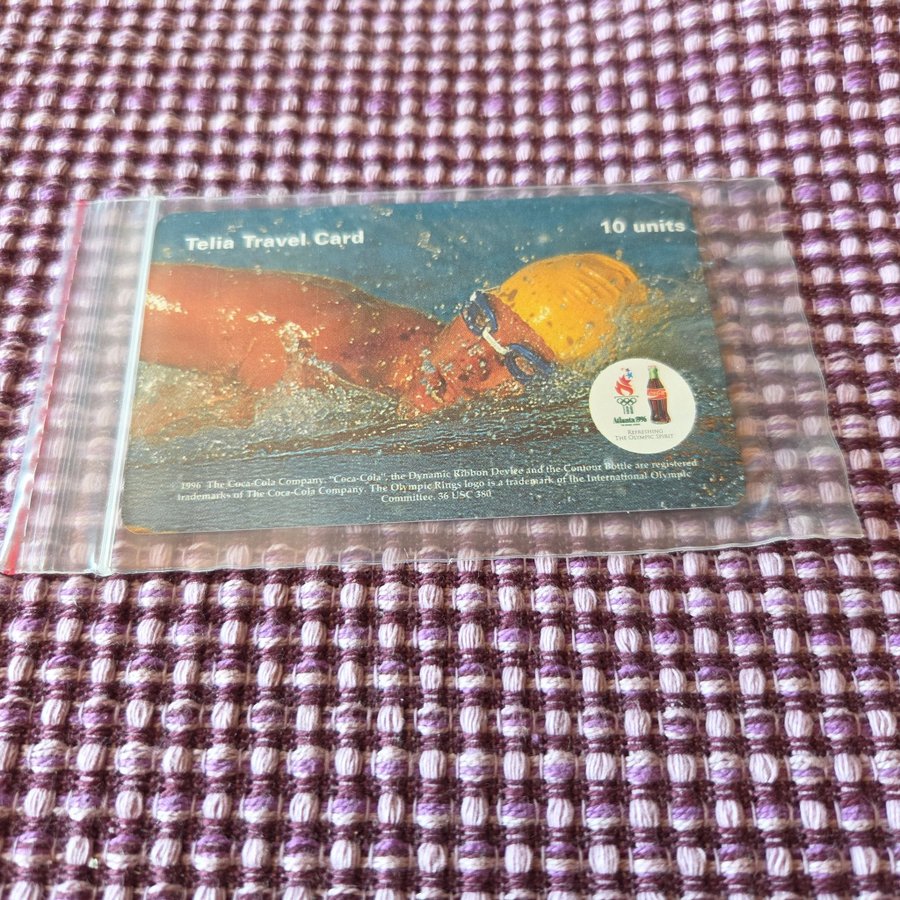 Telia Travel Card
10 units
Atlanta 1996
REFRESHING
THE OLYMPIC SPIRIT
1996 The Coca-Cola Company. "Coca-Cola", the Dynamic Ribbon Device and the Contour Bottle are registered
trademarks of The Coca-Cola Company. The Olympic Rings logo is a trademark of the International Olympic
Committee. 36 USC 380